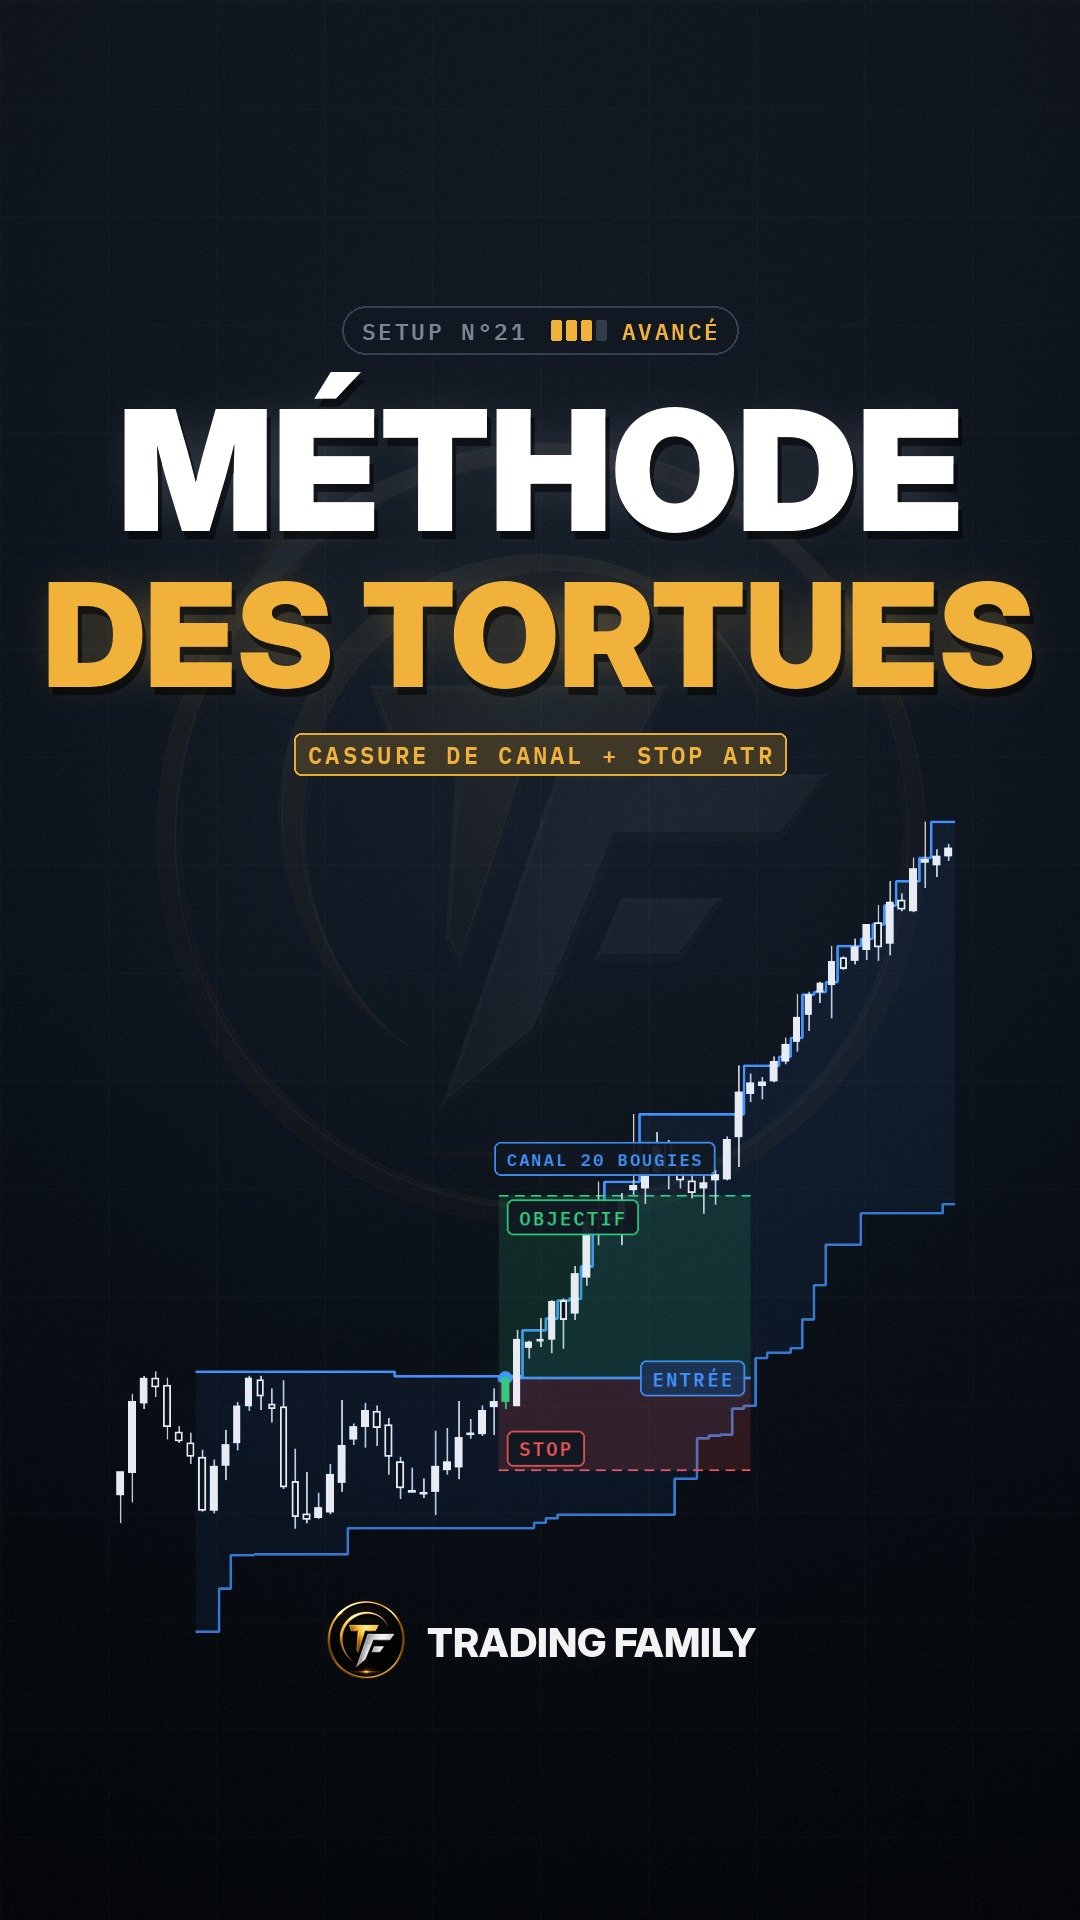 SETUP N°21 AVANCÉ
MÉTHODE
DES TORTUES
CASSURE DE CANAL + STOP ATR
CANAL 20 BOUGIES
OBJECTIF
ENTRÉE
STOP
TF TRADING FAMILY